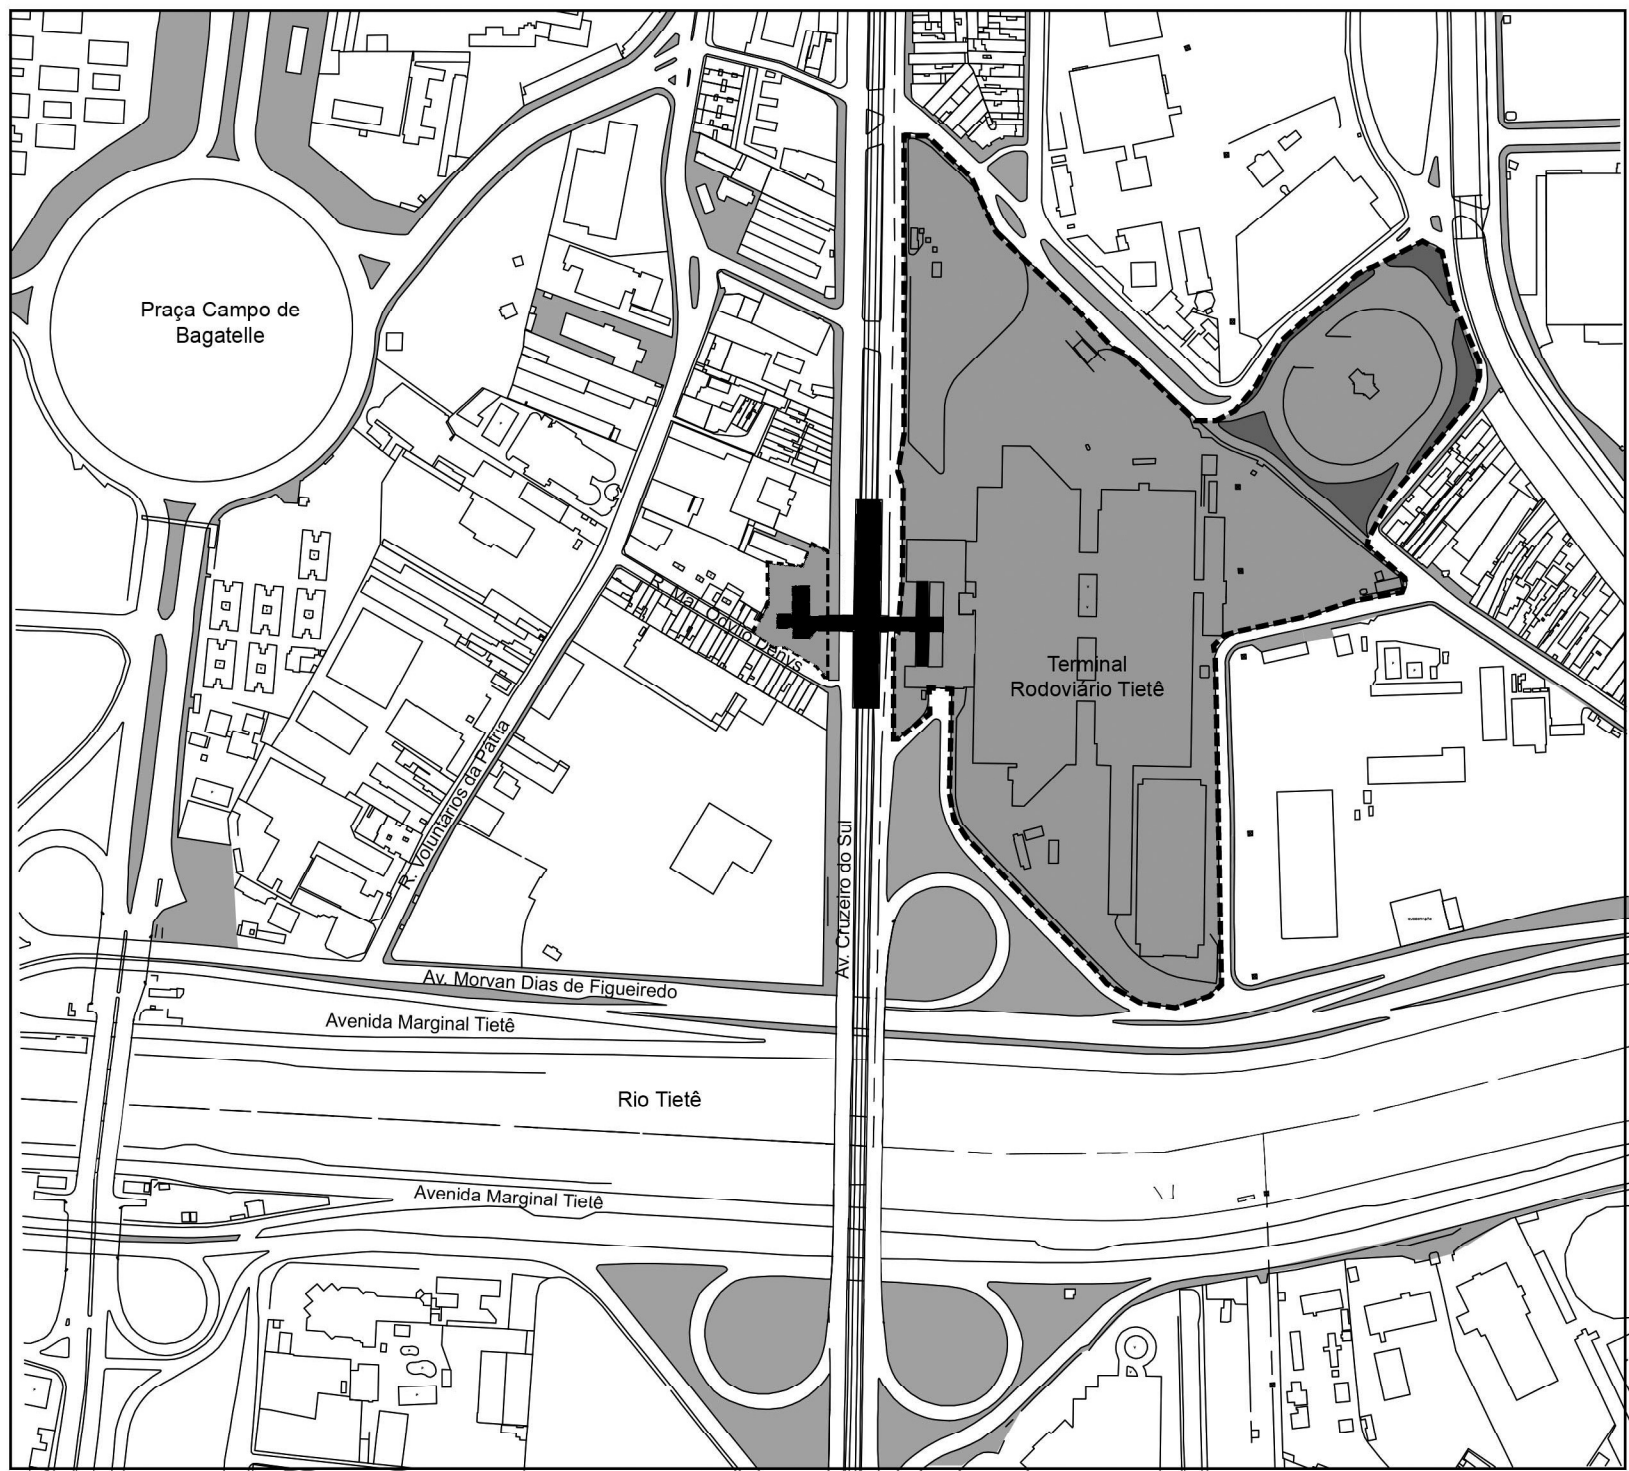 Praça Campo de
Bagatelle
R. Mal. Odylio Denys
Terminal
Rodoviário Tietê
R. Voluntários da Patria
Av. Cruzeiro do Sul
Av. Morvan Dias de Figueiredo
Avenida Marginal Tietê
Rio Tietê
Avenida Marginal Tietê